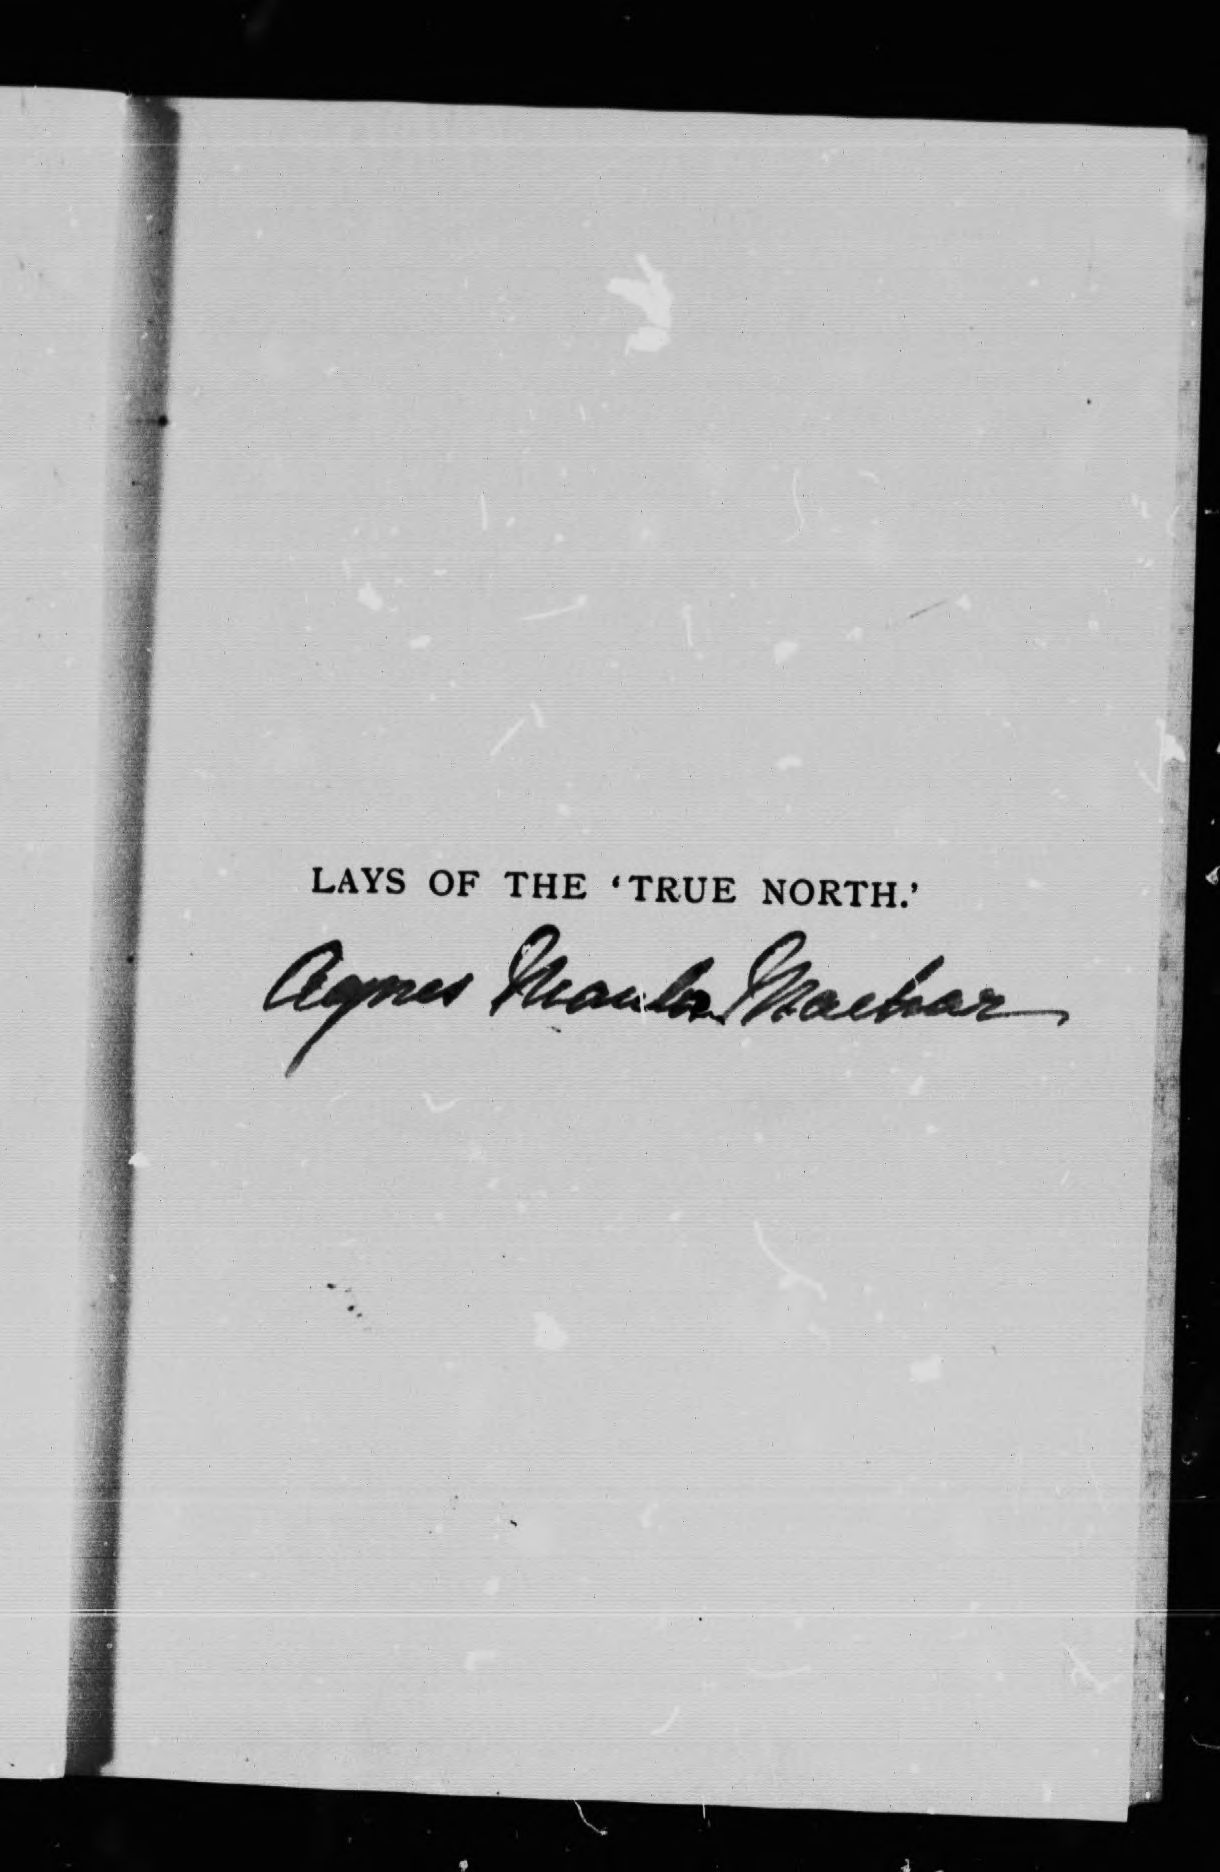 LAYS OF THE ‘TRUE NORTH.’
Agnes Maule Machar